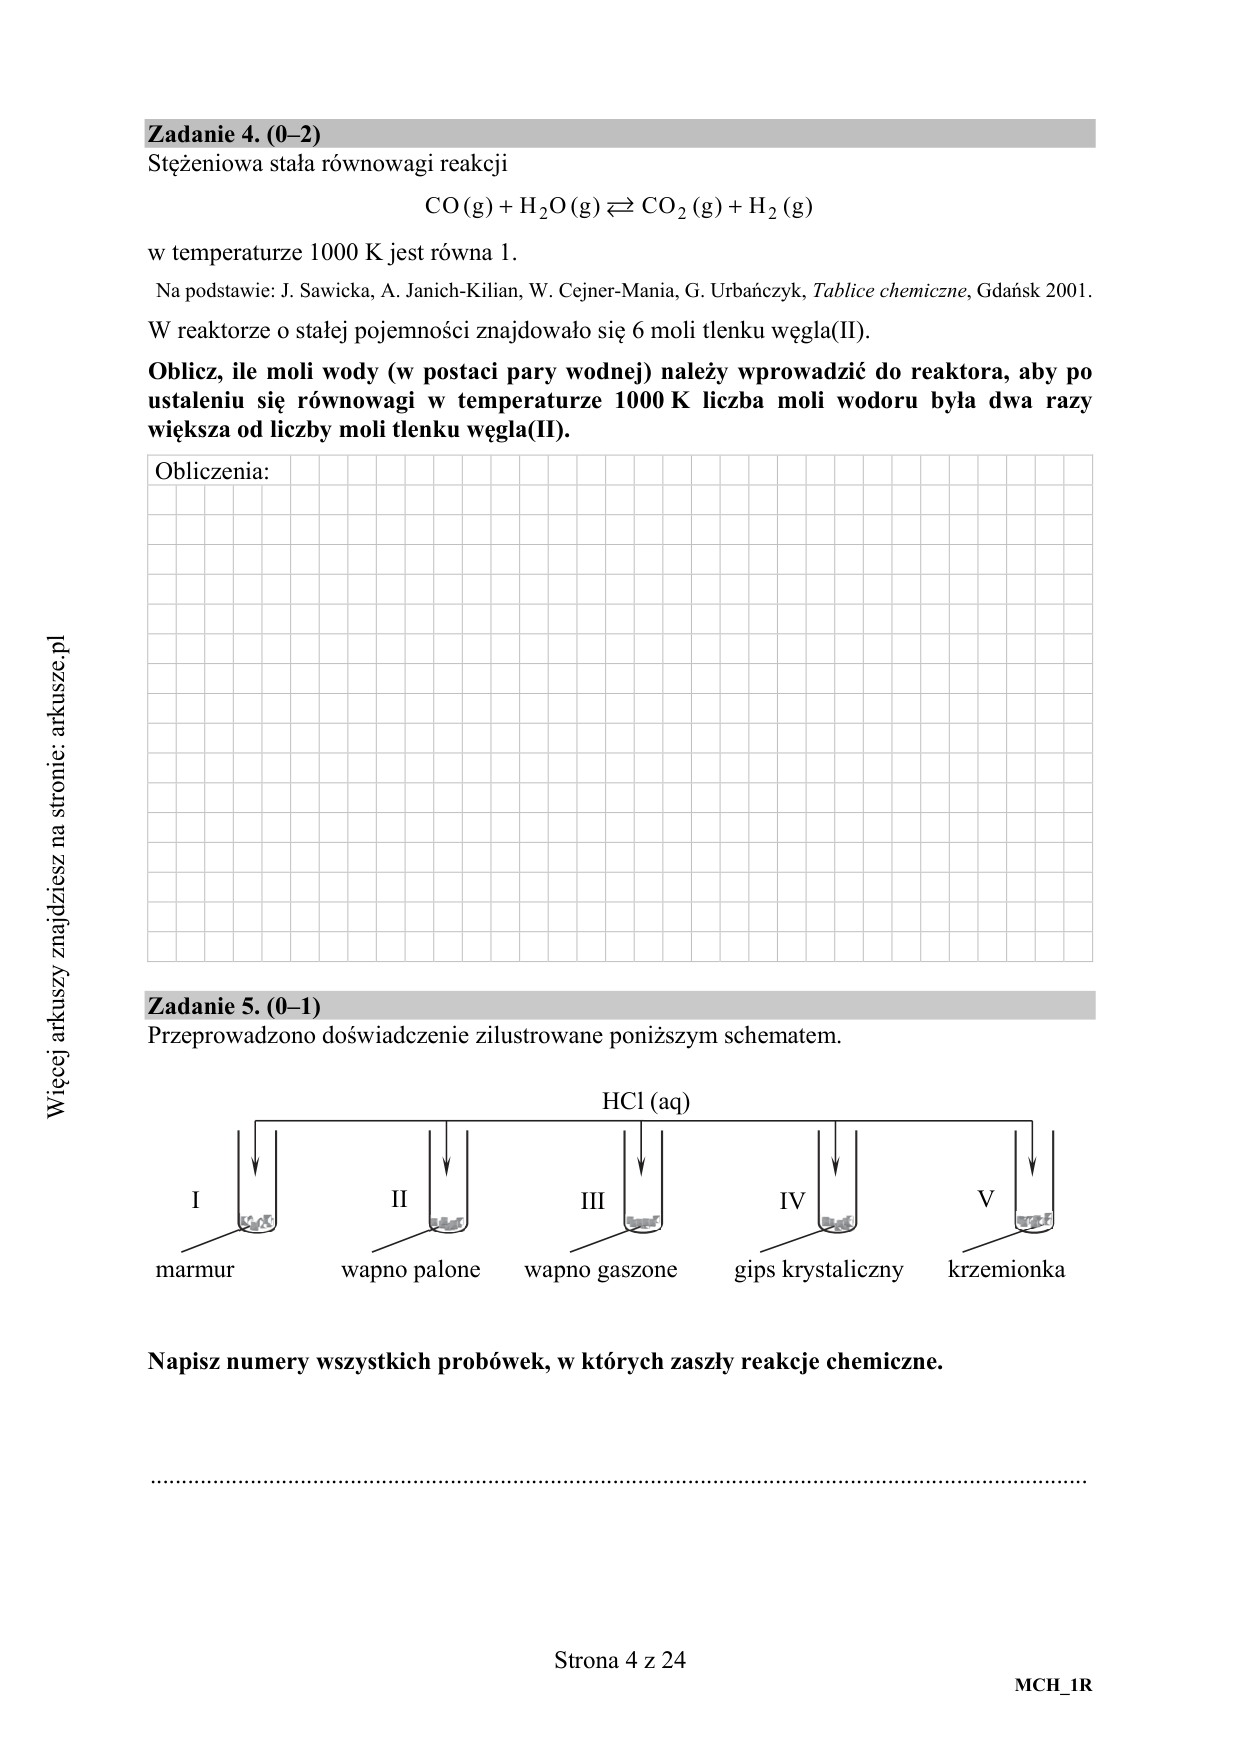 Zadanie 4. (0–2)
Stężeniowa stała równowagi reakcji
CO (g) + H₂O (g) ⇄ CO₂ (g) + H₂ (g)
w temperaturze 1000 K jest równa 1.
Na podstawie: J. Sawicka, A. Janich-Kilian, W. Cejner-Mania, G. Urbańczyk, Tablice chemiczne, Gdańsk 2001.
W reaktorze o stałej pojemności znajdowało się 6 moli tlenku węgla(II).
Oblicz, ile moli wody (w postaci pary wodnej) należy wprowadzić do reaktora, aby po
ustaleniu się równowagi w temperaturze 1000 K liczba moli wodoru była dwa razy
większa od liczby moli tlenku węgla(II).
Obliczenia:
Zadanie 5. (0–1)
Przeprowadzono doświadczenie zilustrowane poniższym schematem.
HCl (aq)
I II III IV V
marmur wapno palone wapno gaszone gips krystaliczny krzemionka
Napisz numery wszystkich probówek, w których zaszły reakcje chemiczne.
Strona 4 z 24
MCH_1R
Więcej arkuszy znajdziesz na stronie: arkusze.pl